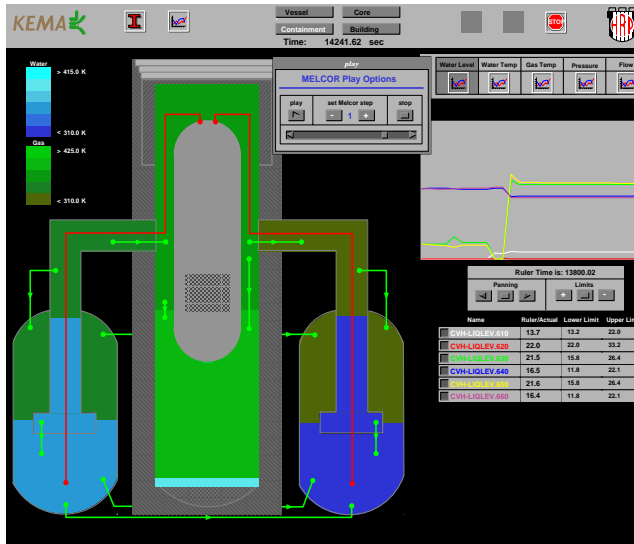 KEMA
Vessel
Core
Containment
Building
Time: 14241.62 sec
STOP
HRP
play
MELCOR Play Options
play
set Melcor step
stop
- 1 +
Water
> 415.0 K
< 310.0 K
Gas
> 425.0 K
< 310.0 K
Water Level
Water Temp
Gas Temp
Pressure
Flow
Ruler Time is: 13800.02
Panning
Limits
+ -
Name Ruler/Actual Lower Limit Upper Lim
CVH-LIQLEV.610 13.7 13.2 22.0
CVH-LIQLEV.620 22.0 22.0 33.2
CVH-LIQLEV.630 21.5 15.8 26.4
CVH-LIQLEV.640 16.5 11.8 22.1
CVH-LIQLEV.650 21.6 15.8 26.4
CVH-LIQLEV.660 16.4 11.8 22.1